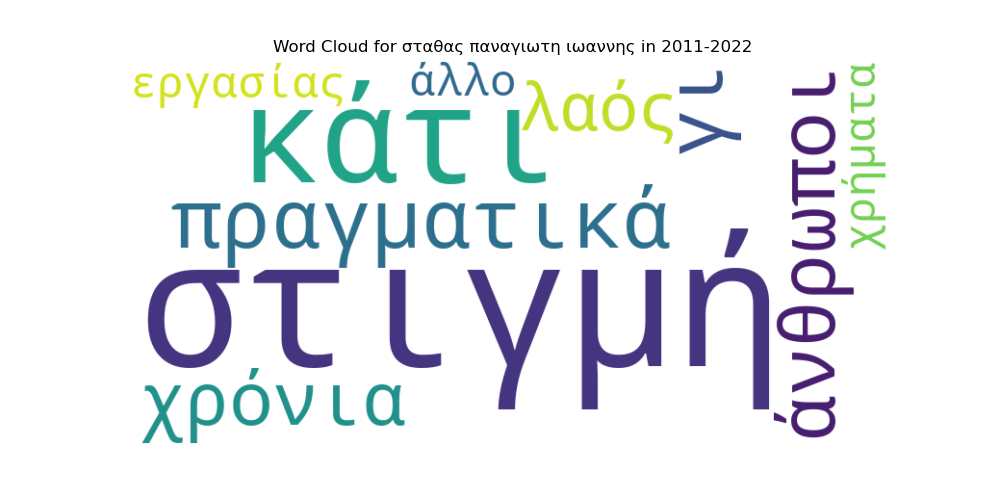 Word Cloud for σταθας παναγιωτη ιωαννης in 2011-2022
εργασίας
άλλο
λαός
γι
κάτι
άνθρωποι
χρήματα
πραγματικά
στιγμή
χρόνια